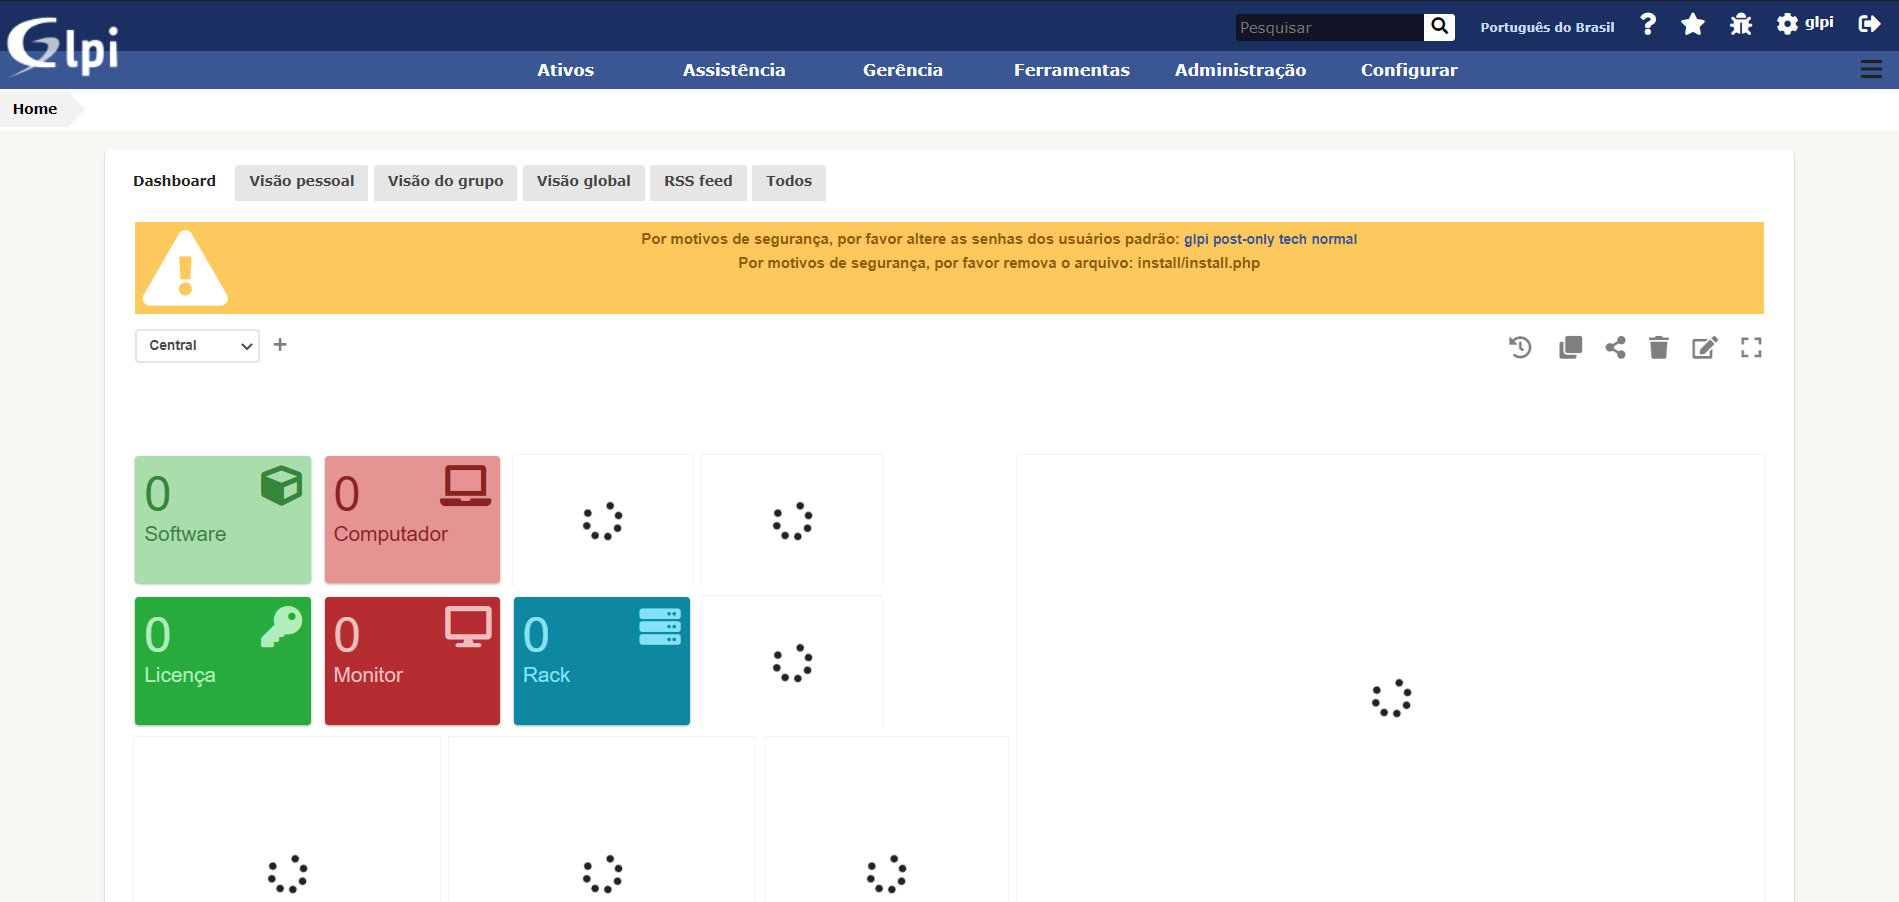 Glpi
Pesquisar
Português do Brasil
glpi
Ativos
Assistência
Gerência
Ferramentas
Administração
Configurar
Home
Dashboard
Visão pessoal
Visão do grupo
Visão global
RSS feed
Todos
Por motivos de segurança, por favor altere as senhas dos usuários padrão: glpi post-only tech normal
Por motivos de segurança, por favor remova o arquivo: install/install.php
Central
0
Software
0
Computador
0
Licença
0
Monitor
0
Rack